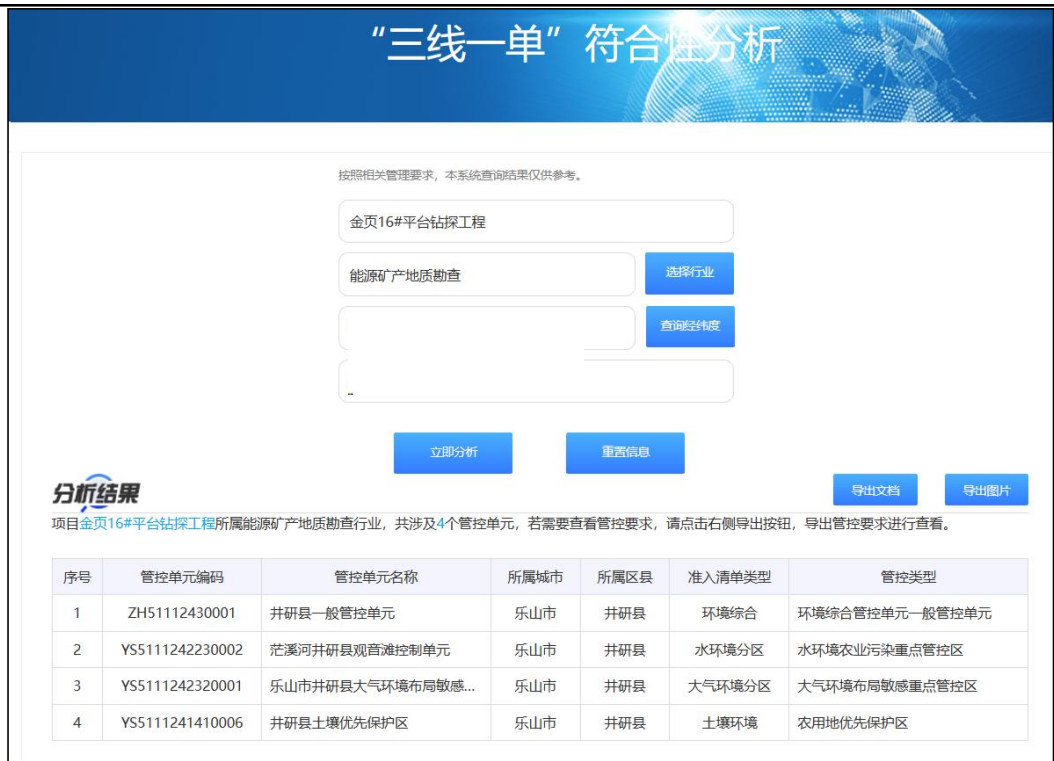 “三线一单”符合性分析
按照相关管理要求，本系统查询结果仅供参考。
金页16#平台钻探工程
能源矿产地质勘查
选择行业
查询经纬度
立即分析
重置信息
分析结果
导出文档
导出图片
项目金页16#平台钻探工程所属能源矿产地质勘查行业，共涉及4个管控单元，若需要查看管控要求，请点击右侧导出按钮，导出管控要求进行查看。
序号 管控单元编码 管控单元名称 所属城市 所属区县 准入清单类型 管控类型
1 ZH51112430001 井研县一般管控单元 乐山市 井研县 环境综合 环境综合管控单元一般管控单元
2 YS5111242230002 茫溪河井研县观音滩控制单元 乐山市 井研县 水环境分区 水环境农业污染重点管控区
3 YS5111242320001 乐山市井研县大气环境布局敏感... 乐山市 井研县 大气环境分区 大气环境布局敏感重点管控区
4 YS5111241410006 井研县土壤优先保护区 乐山市 井研县 土壤环境 农用地优先保护区